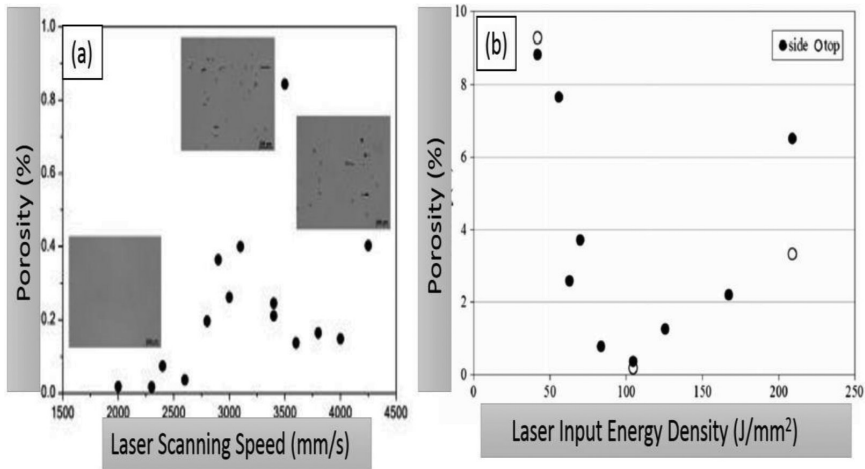 (a)
Porosity (%)
1.0
0.8
0.6
0.4
0.2
0.0
1500 2000 2500 3000 3500 4000 4500
Laser Scanning Speed (mm/s)
(b)
side top
Porosity (%)
10
8
6
4
2
0
0 50 100 150 200 250
Laser Input Energy Density (J/mm²)